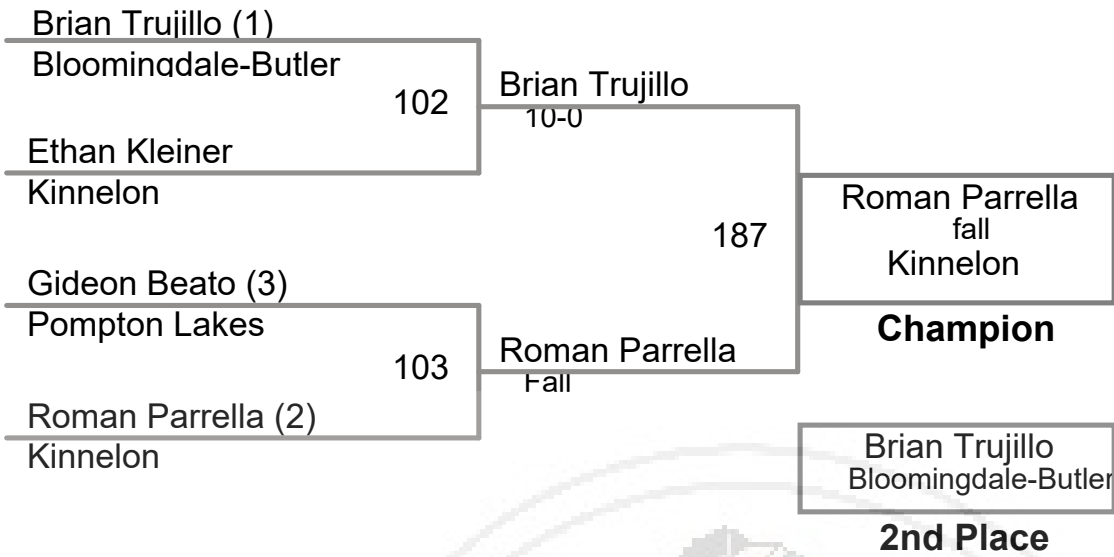 Brian Trujillo (1)
Bloomingdale-Butler
102
Ethan Kleiner
Kinnelon
Brian Trujillo
10-0
Gideon Beato (3)
Pompton Lakes
103
Roman Parrella (2)
Kinnelon
Roman Parrella
Fall
187
Roman Parrella
fall
Kinnelon
Champion
Brian Trujillo
Bloomingdale-Butler
2nd Place